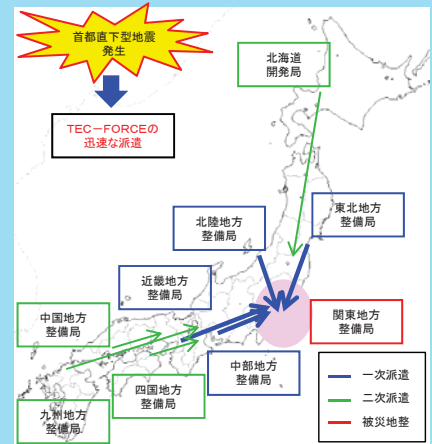 首都直下型地震
発生
TEC－FORCEの
迅速な派遣
北海道
開発局
東北地方
整備局
北陸地方
整備局
近畿地方
整備局
中国地方
整備局
関東地方
整備局
中部地方
整備局
四国地方
整備局
九州地方
整備局
一次派遣
二次派遣
被災地整